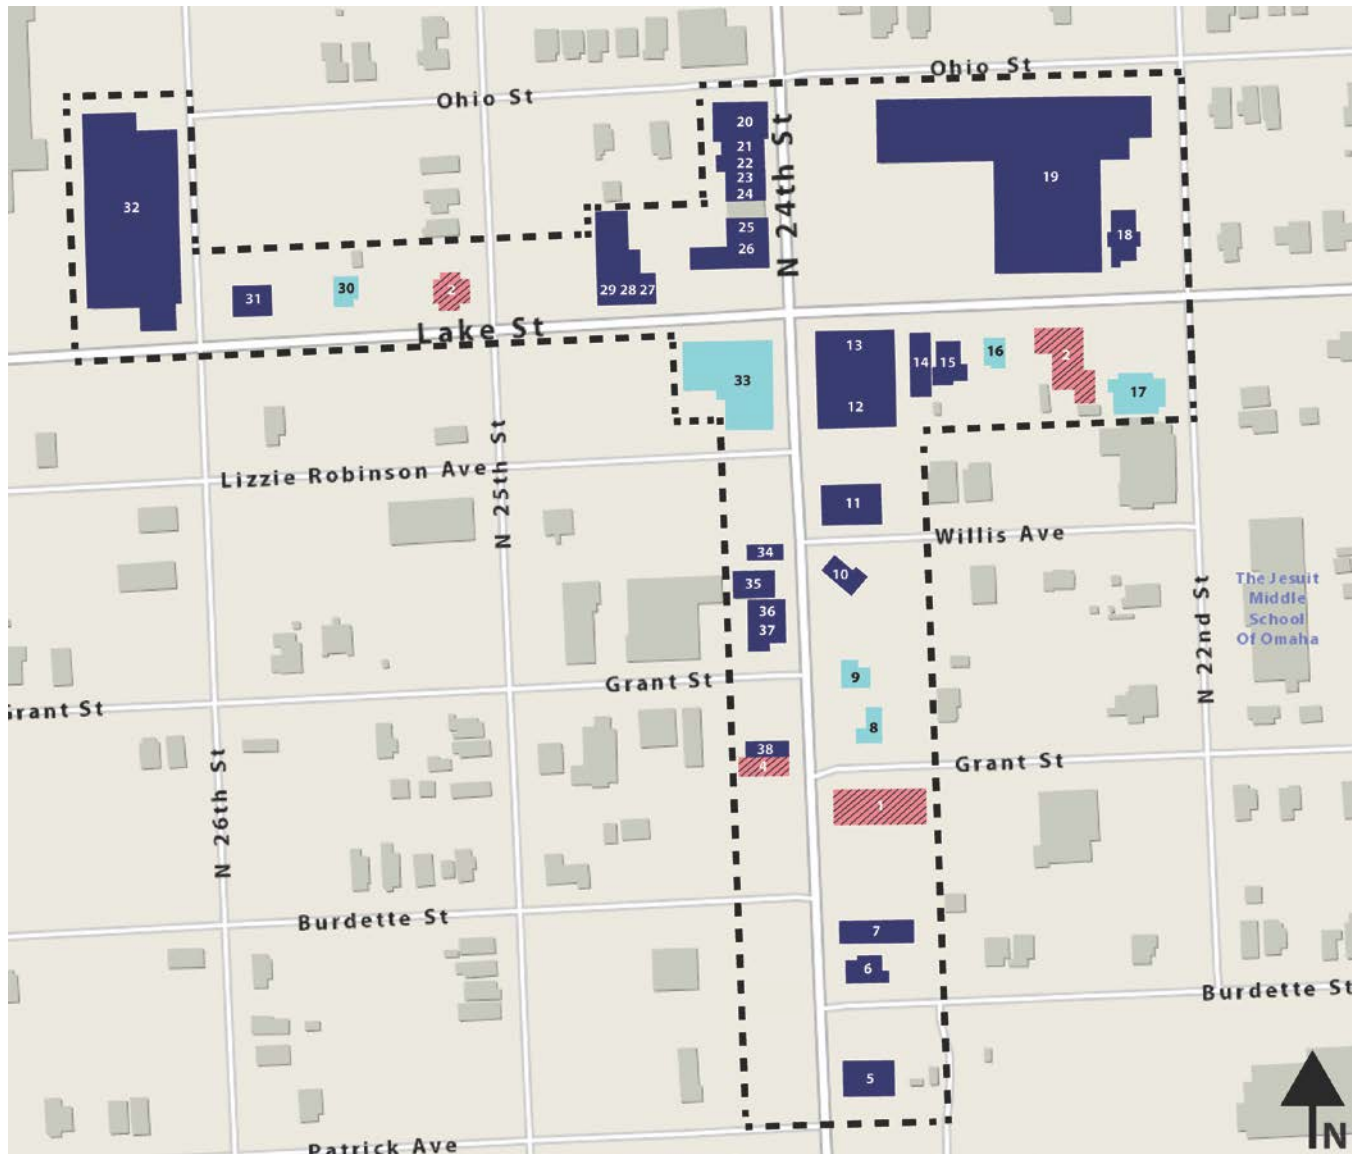 Ohio St
Ohio St
20
21
22
23
24
25
26
N 24th St
19
18
32
31
30
2
29 28 27
Lake St
33
13
12
14
15
16
2
17
Lizzie Robinson Ave
N 25th St
11
Willis Ave
34
35
36
37
10
The Jesuit
Middle
School
Of Omaha
N 22nd St
9
8
Grant St
Grant St
38
4
Grant St
1
N 26th St
Burdette St
7
6
Burdette St
5
Patrick Ave
N